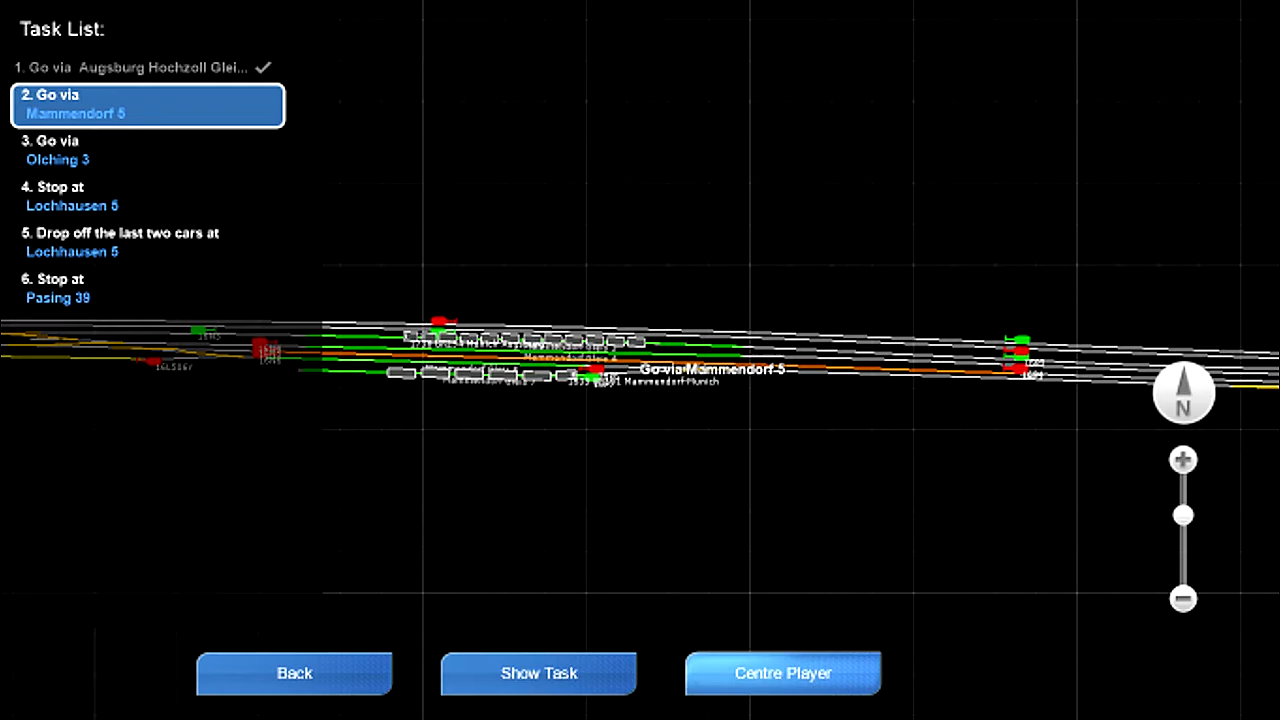 Task List:
1. Go via Augsburg Hochzoll Glei...
2. Go via
Mammendorf 5
3. Go via
Olching 3
4. Stop at
Lochhausen 5
5. Drop off the last two cars at
Lochhausen 5
6. Stop at
Pasing 39
Go via Mammendorf 5
Mammendorf-Munich
N
Back
Show Task
Centre Player